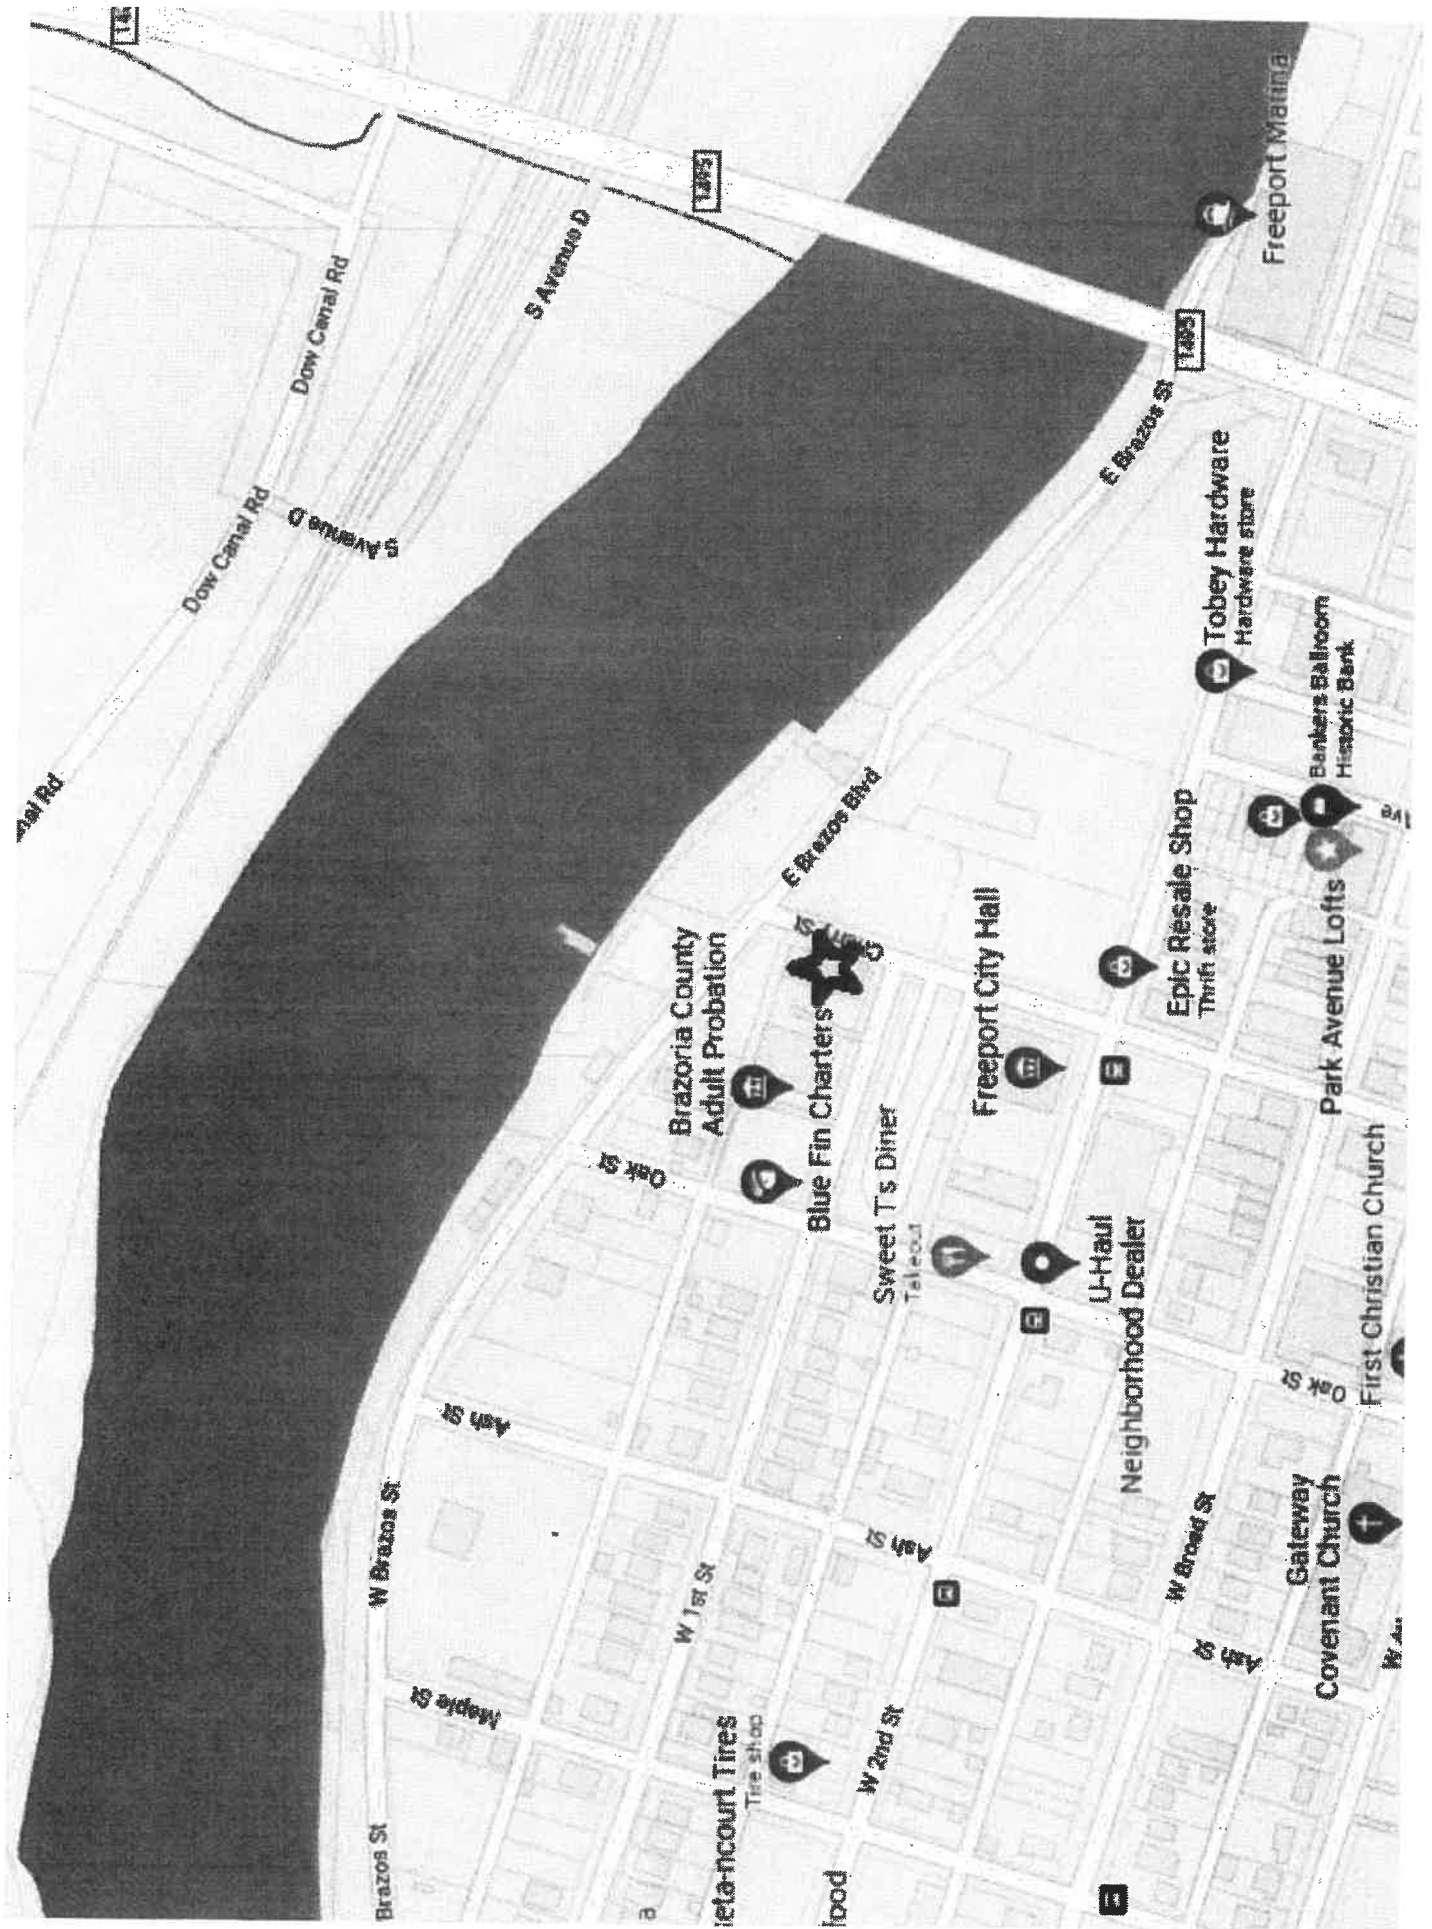 1495
Freeport Marina
1495
1495
E Brazos St
S Avenue D
Dow Canal Rd
Dow Canal Rd
S Avenue D
Tobey Hardware
Hardware store
Bankers Ballroom
Historic Bank
Ave
E Brazos Blvd
Epic Resale Shop
Thrift store
Park Avenue Lofts
Freeport City Hall
Brazoria County
Adult Probation
Blue Fin Charters
Oak St
Sweet T's Diner
Takeout
U-Haul
Neighborhood Dealer
First Christian Church
Oak St
Ash St
W Brazos St
Ash St
W 1st St
W Broad St
Gateway
Covenant Church
Ash St
Maple St
W 2nd St
Tire shop
Brazos St